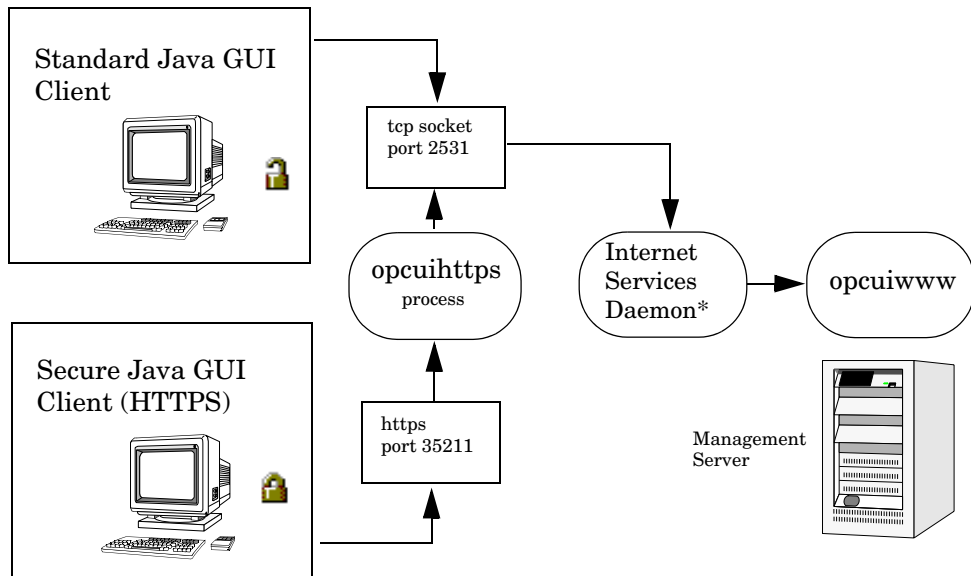 Standard Java GUI
Client
tcp socket
port 2531
opcuihttps
process
Internet
Services
Daemon*
opcuiwww
Secure Java GUI
Client (HTTPS)
https
port 35211
Management
Server